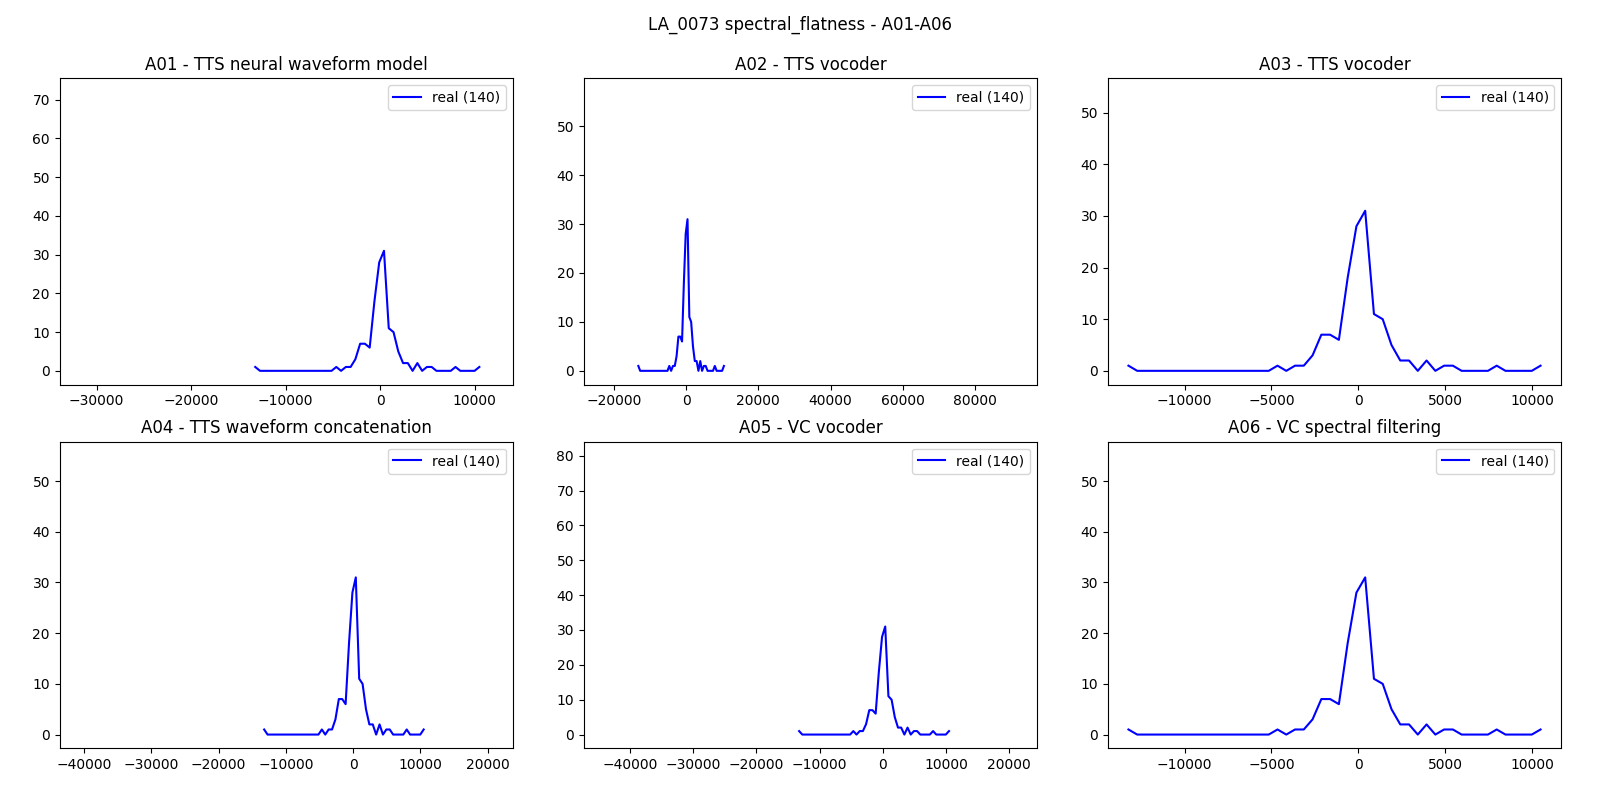 LA_0073 spectral_flatness - A01-A06
A01 - TTS neural waveform model
real (140)
70
60
50
40
30
20
10
0
−30000 −20000 −10000 0 10000
A02 - TTS vocoder
real (140)
50
40
30
20
10
0
−20000 0 20000 40000 60000 80000
A03 - TTS vocoder
real (140)
50
40
30
20
10
0
−10000 −5000 0 5000 10000
A04 - TTS waveform concatenation
real (140)
50
40
30
20
10
0
−40000 −30000 −20000 −10000 0 10000 20000
A05 - VC vocoder
real (140)
80
70
60
50
40
30
20
10
0
−40000 −30000 −20000 −10000 0 10000 20000
A06 - VC spectral filtering
real (140)
50
40
30
20
10
0
−10000 −5000 0 5000 10000